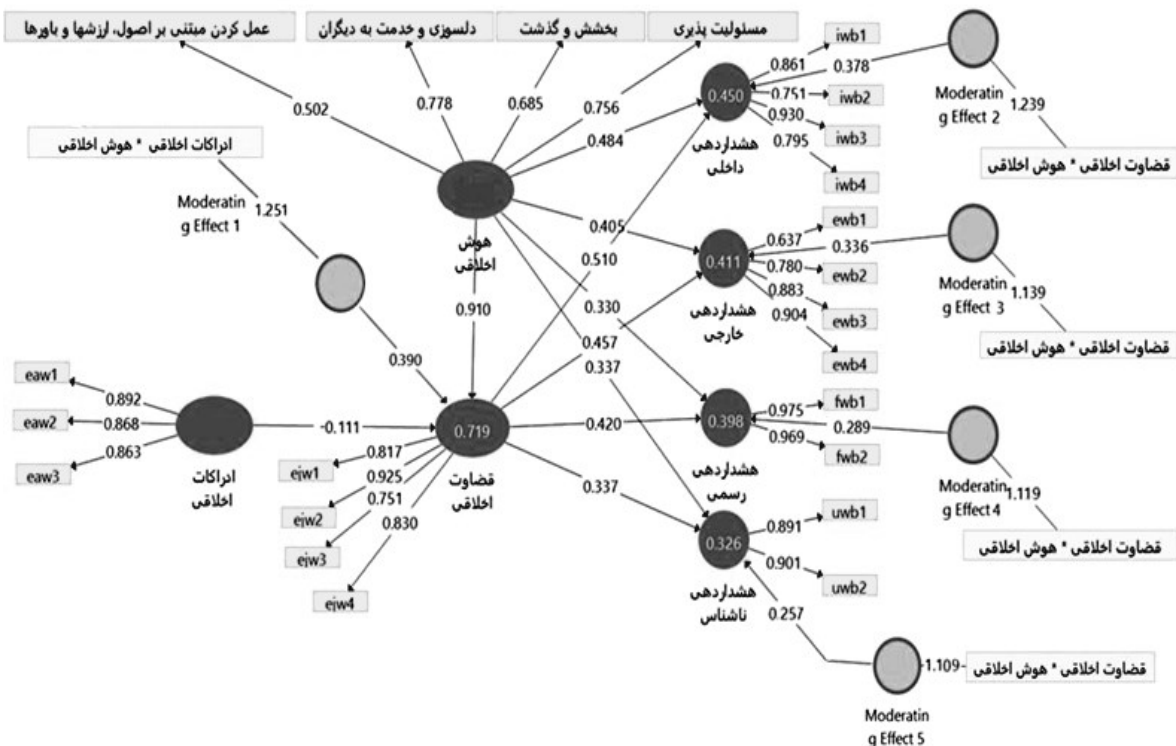 عمل کردن مبتنی بر اصول، ارزشها و باورها
دلسوزی و خدمت به دیگران
بخشش و گذشت
مسئولیت پذیری
0.502
0.778
0.685
0.756
0.484
ادراکات اخلاقی * هوش اخلاقی
1.251
Moderatin
g Effect 1
هوش
اخلاقی
0.910
0.390
0.405
0.510
0.330
0.457
0.337
0.450
هشداردهی
داخلی
0.861
0.751
0.930
0.795
iwb1
iwb2
iwb3
iwb4
0.378
Moderatin
g Effect 2
1.239
قضاوت اخلاقی * هوش اخلاقی
0.411
هشداردهی
خارجی
0.637
0.780
0.883
0.904
ewb1
ewb2
ewb3
ewb4
0.336
Moderatin
g Effect 3
1.139
قضاوت اخلاقی * هوش اخلاقی
eaw1
eaw2
eaw3
0.892
0.868
0.863
ادراکات
اخلاقی
-0.111
0.719
قضاوت
اخلاقی
0.817
0.925
0.751
0.830
ejw1
ejw2
ejw3
ejw4
0.420
0.337
0.398
هشداردهی
رسمی
0.975
0.969
fwb1
fwb2
0.289
Moderatin
g Effect 4
1.119
قضاوت اخلاقی * هوش اخلاقی
0.326
هشداردهی
ناشناس
0.891
0.901
uwb1
uwb2
0.257
Moderatin
g Effect 5
1.109
قضاوت اخلاقی * هوش اخلاقی